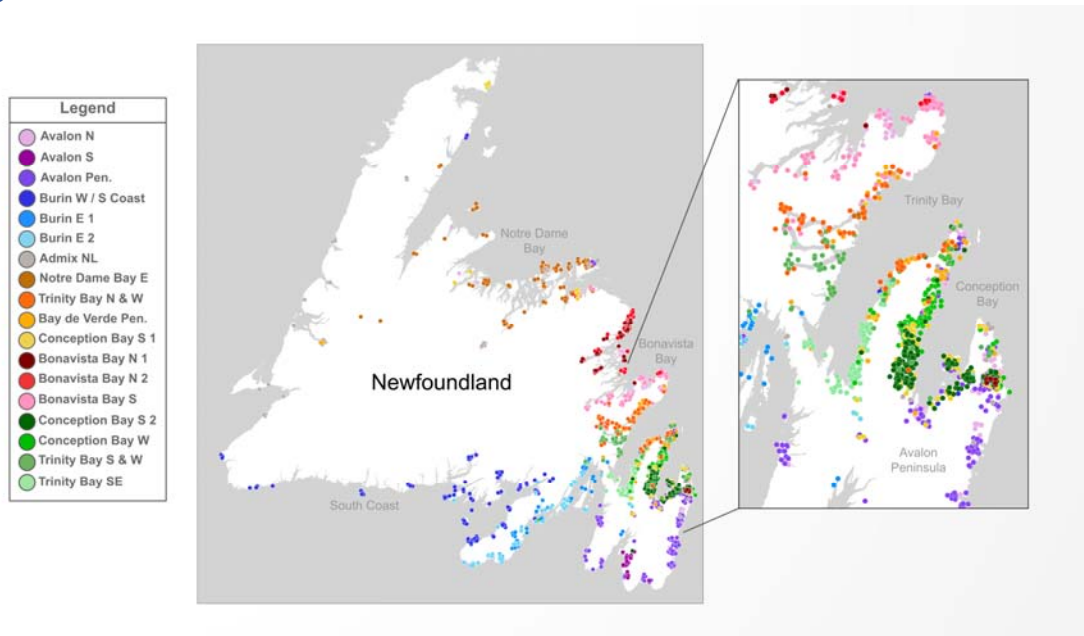 Legend
Avalon N
Avalon S
Avalon Pen.
Burin W / S Coast
Burin E 1
Burin E 2
Admix NL
Notre Dame Bay E
Trinity Bay N & W
Bay de Verde Pen.
Conception Bay S 1
Bonavista Bay N 1
Bonavista Bay N 2
Bonavista Bay S
Conception Bay S 2
Conception Bay W
Trinity Bay S & W
Trinity Bay SE
Notre Dame
Bay
Bonavista
Bay
Newfoundland
South Coast
Trinity Bay
Conception
Bay
Avalon
Peninsula